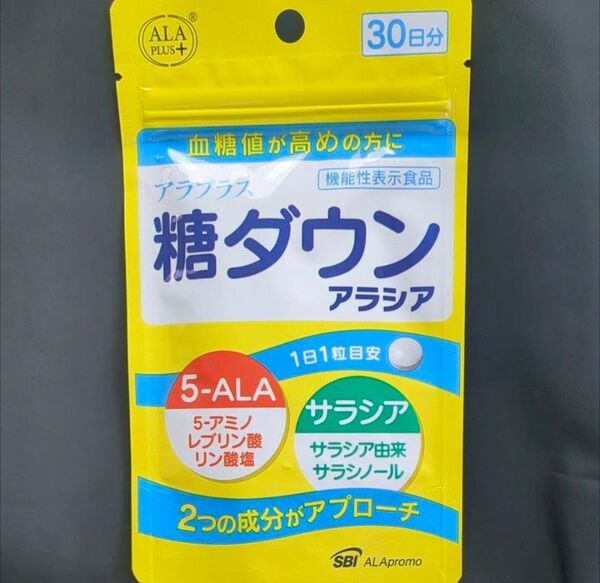 ALA
PLUS+
®
30日分
血糖値が高めの方に
アラプラス
機能性表示食品
糖ダウン
アラシア
1日1粒目安
5-ALA
5-アミノ
レブリン酸
リン酸塩
サラシア
サラシア由来
サラシノール
2つの成分がアプローチ
SBI ALApromo